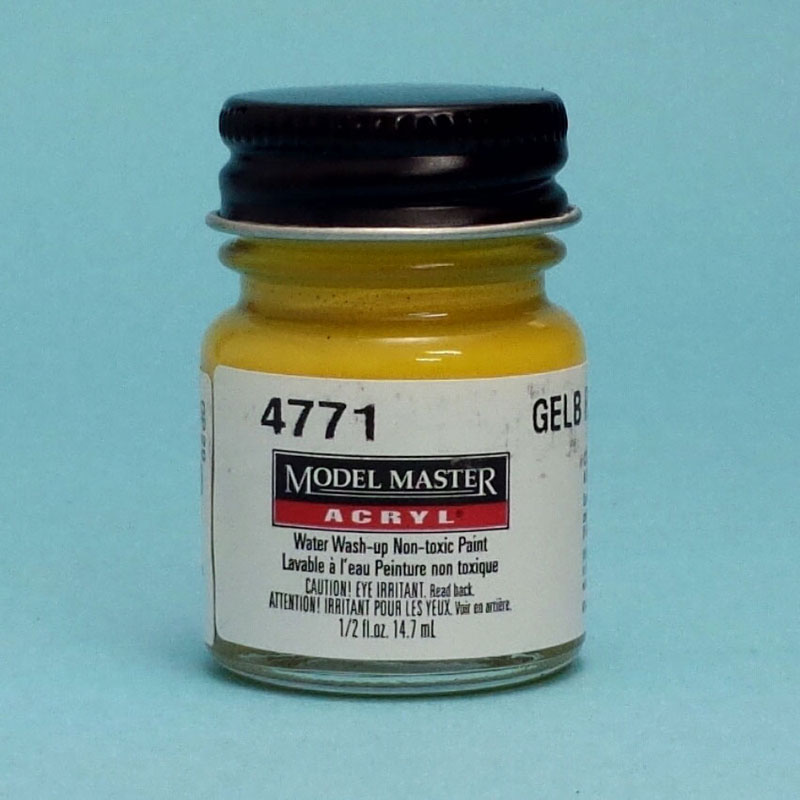 4771 GELB
MODEL MASTER
ACRYL®
Water Wash-up Non-toxic Paint
Lavable à l'eau Peinture non toxique
CAUTION! EYE IRRITANT. Read back.
ATTENTION! IRRITANT POUR LES YEUX. Voir en arrière.
1/2 fl.oz. 14.7 mL